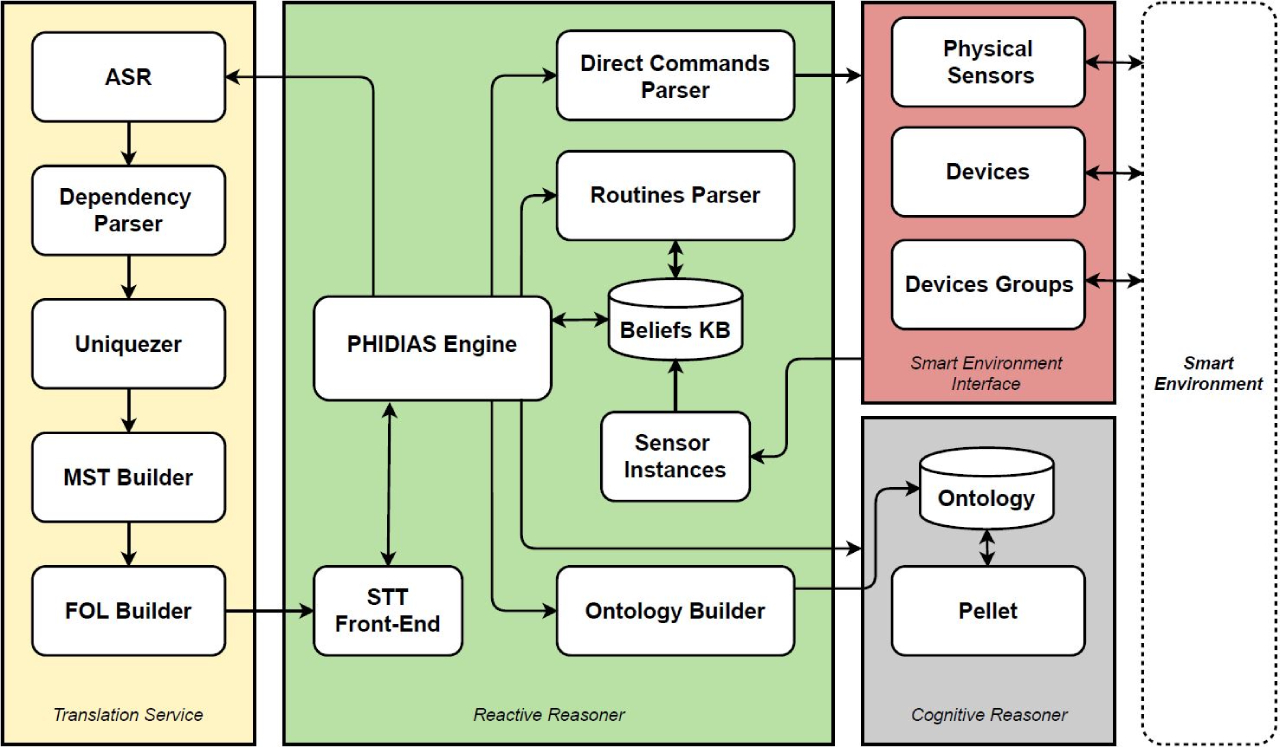 ASR
Dependency
Parser
Uniquezer
MST Builder
FOL Builder
Translation Service
Direct Commands
Parser
Routines Parser
PHIDIAS Engine
Beliefs KB
Sensor
Instances
STT
Front-End
Ontology Builder
Reactive Reasoner
Physical
Sensors
Devices
Devices Groups
Smart Environment
Interface
Ontology
Pellet
Cognitive Reasoner
Smart
Environment